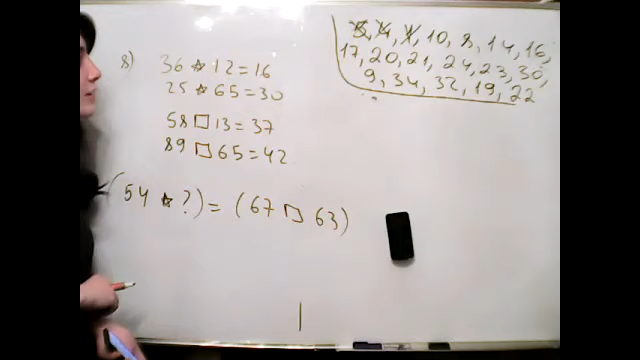 8) 36 ☆ 12 = 16
25 ☆ 65 = 30
58 □ 13 = 37
89 □ 65 = 42
(54 ★ ?) = (67 □ 63)
10, 8, 14, 16,
17, 20, 21, 24, 23, 30,
9, 34, 32, 19, 22